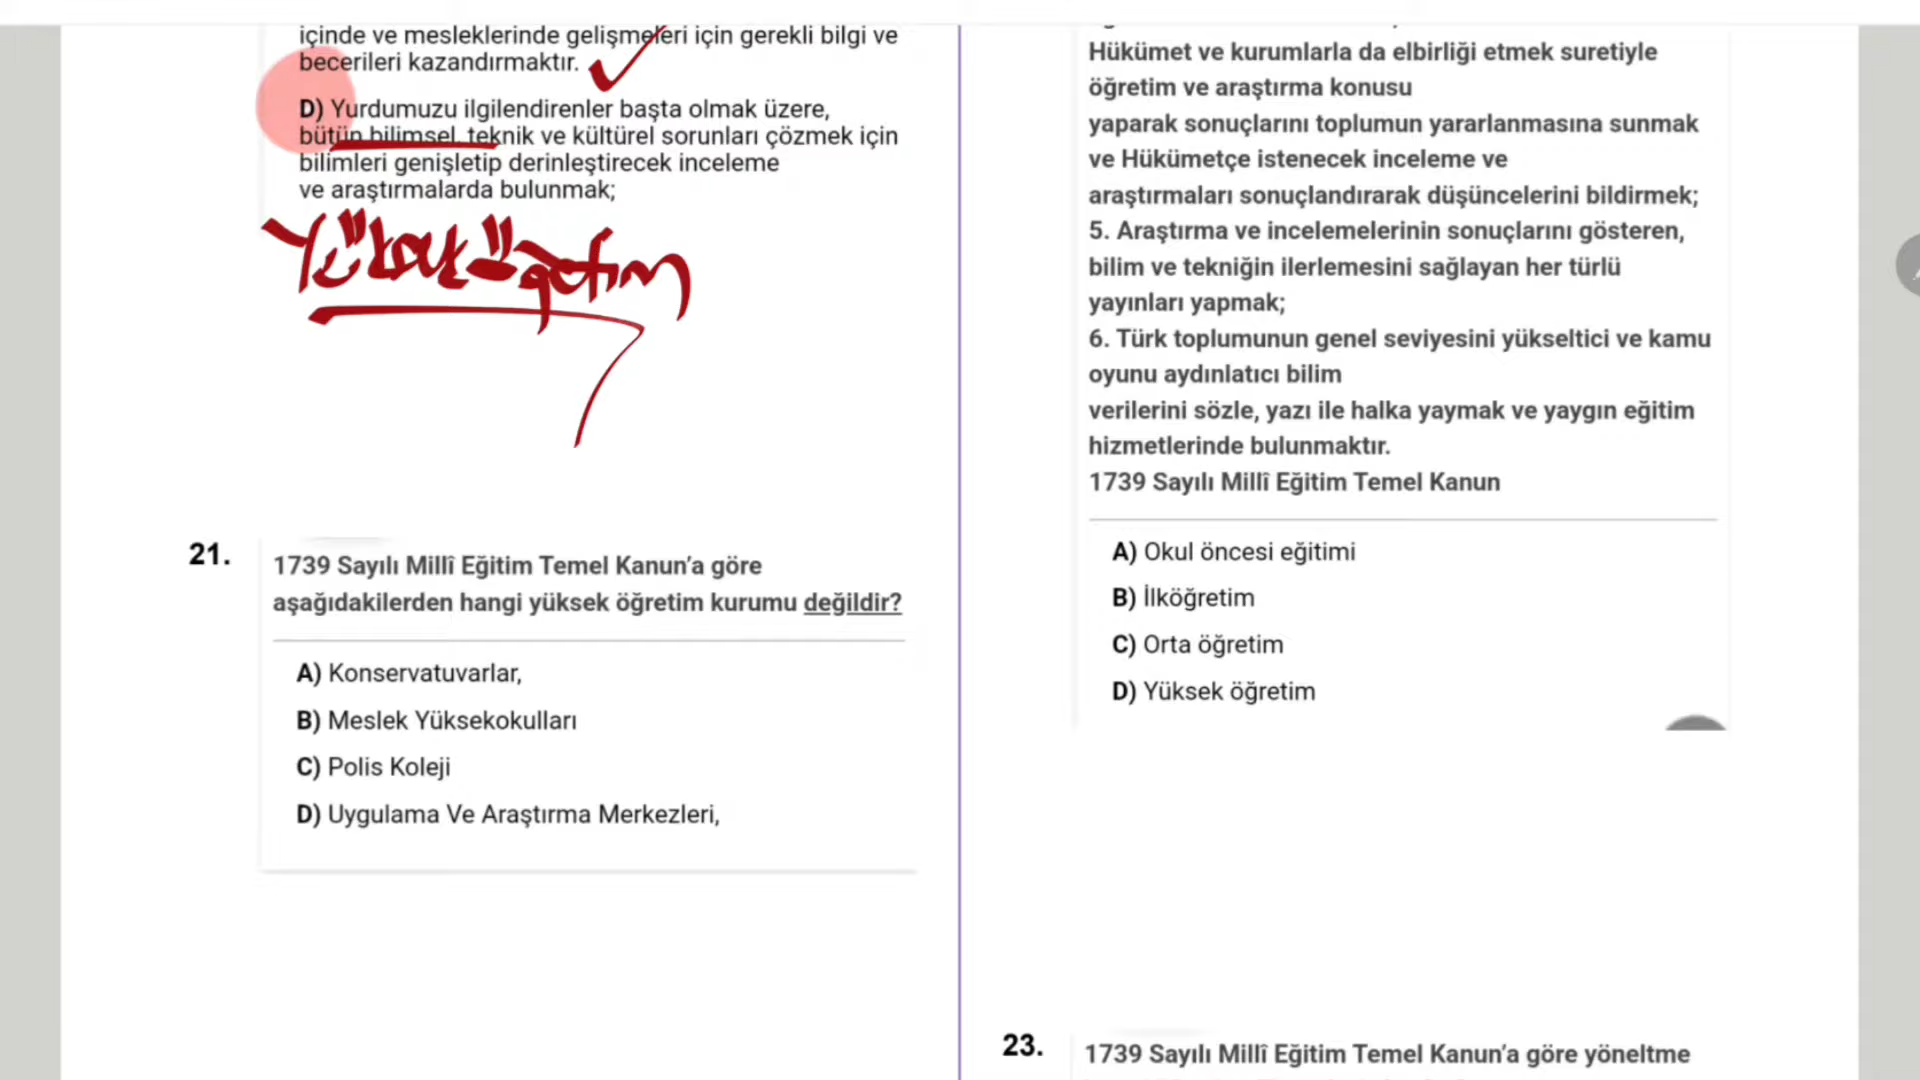 içinde ve mesleklerinde gelişmeleri için gerekli bilgi ve
becerileri kazandırmaktır.
D) Yurdumuzu ilgilendirenler başta olmak üzere,
bütün bilimsel, teknik ve kültürel sorunları çözmek için
bilimleri genişletip derinleştirecek inceleme
ve araştırmalarda bulunmak;
21.
1739 Sayılı Millî Eğitim Temel Kanun’a göre
aşağıdakilerden hangi yüksek öğretim kurumu değildir?
A) Konservatuvarlar,
B) Meslek Yüksekokulları
C) Polis Koleji
D) Uygulama Ve Araştırma Merkezleri,
Hükümet ve kurumlarla da elbirliği etmek suretiyle
öğretim ve araştırma konusu
yaparak sonuçlarını toplumun yararlanmasına sunmak
ve Hükümetçe istenecek inceleme ve
araştırmaları sonuçlandırarak düşüncelerini bildirmek;
5. Araştırma ve incelemelerinin sonuçlarını gösteren,
bilim ve tekniğin ilerlemesini sağlayan her türlü
yayınları yapmak;
6. Türk toplumunun genel seviyesini yükseltici ve kamu
oyunu aydınlatıcı bilim
verilerini sözle, yazı ile halka yaymak ve yaygın eğitim
hizmetlerinde bulunmaktır.
1739 Sayılı Millî Eğitim Temel Kanun
A) Okul öncesi eğitimi
B) İlköğretim
C) Orta öğretim
D) Yüksek öğretim
23.
1739 Sayılı Millî Eğitim Temel Kanun’a göre yöneltme